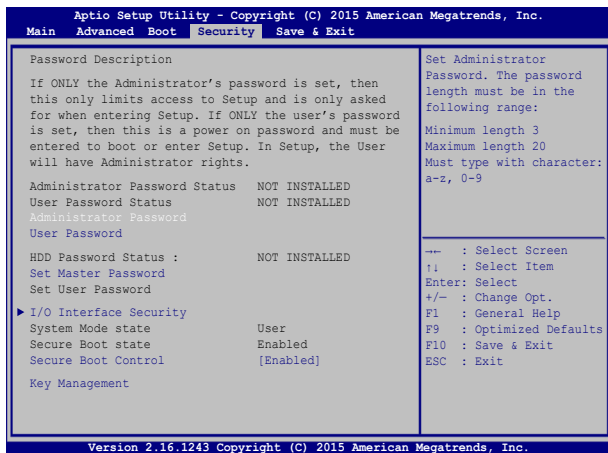 Aptio Setup Utility - Copyright (C) 2015 American Megatrends, Inc.
Main Advanced Boot Security Save & Exit
Password Description
If ONLY the Administrator's password is set, then
this only limits access to Setup and is only asked
for when entering Setup. If ONLY the user's password
is set, then this is a power on password and must be
entered to boot or enter Setup. In Setup, the User
will have Administrator rights.
Administrator Password Status NOT INSTALLED
User Password Status NOT INSTALLED
Administrator Password
User Password
HDD Password Status : NOT INSTALLED
Set Master Password
Set User Password
I/O Interface Security
System Mode state User
Secure Boot state Enabled
Secure Boot Control [Enabled]
Key Management
Set Administrator
Password. The password
length must be in the
following range:
Minimum length 3
Maximum length 20
Must type with character:
a-z, 0-9
→← : Select Screen
↑↓ : Select Item
Enter: Select
+/— : Change Opt.
F1 : General Help
F9 : Optimized Defaults
F10 : Save & Exit
ESC : Exit
Version 2.16.1243 Copyright (C) 2015 American Megatrends, Inc.